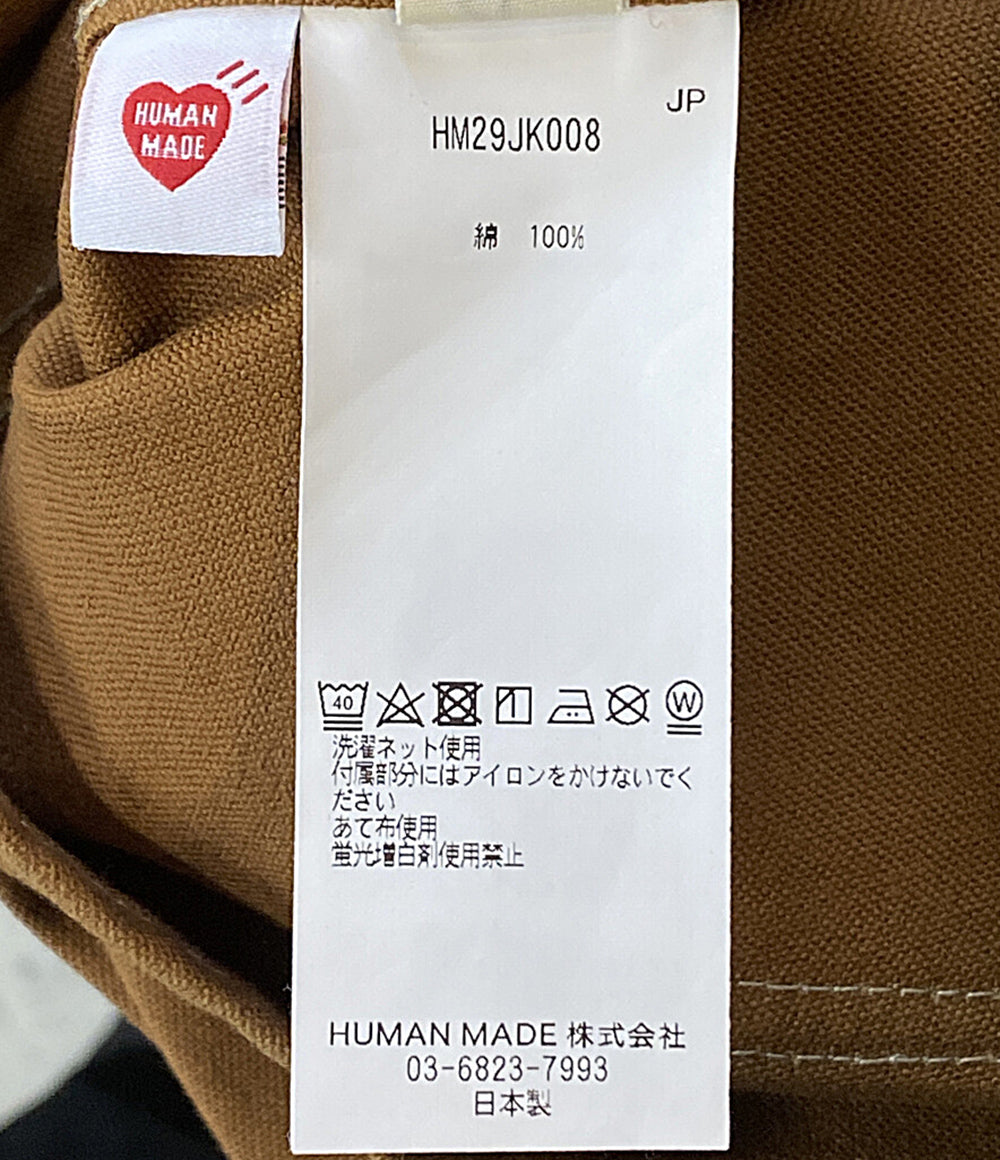 HUMAN
MADE
JP
HM29JK008
綿 100%
40
W
洗濯ネット使用
付属部分にはアイロンをかけないでく
ださい
あて布使用
蛍光増白剤使用禁止
HUMAN MADE 株式会社
03-6823-7993
日本製